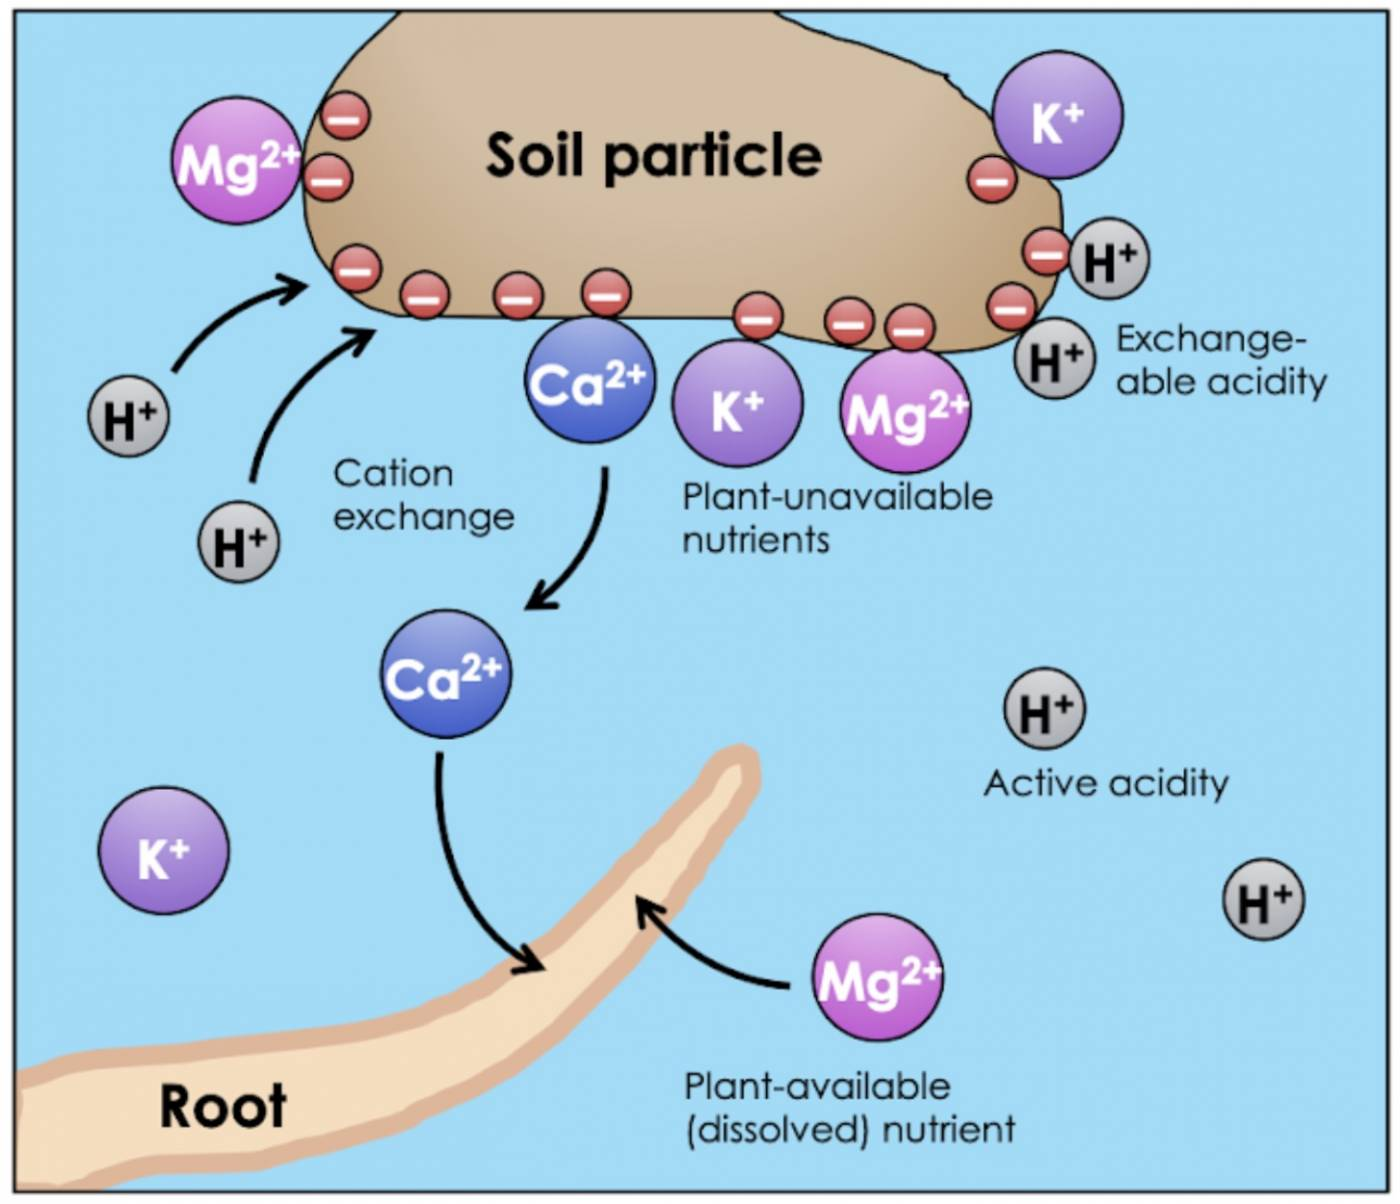 Soil particle
Mg²⁺
K⁺
H⁺
H⁺
Exchange-
able acidity
Ca²⁺
K⁺
Mg²⁺
H⁺
H⁺
Cation
exchange
Plant-unavailable
nutrients
Ca²⁺
H⁺
Active acidity
K⁺
H⁺
Mg²⁺
Plant-available
(dissolved) nutrient
Root